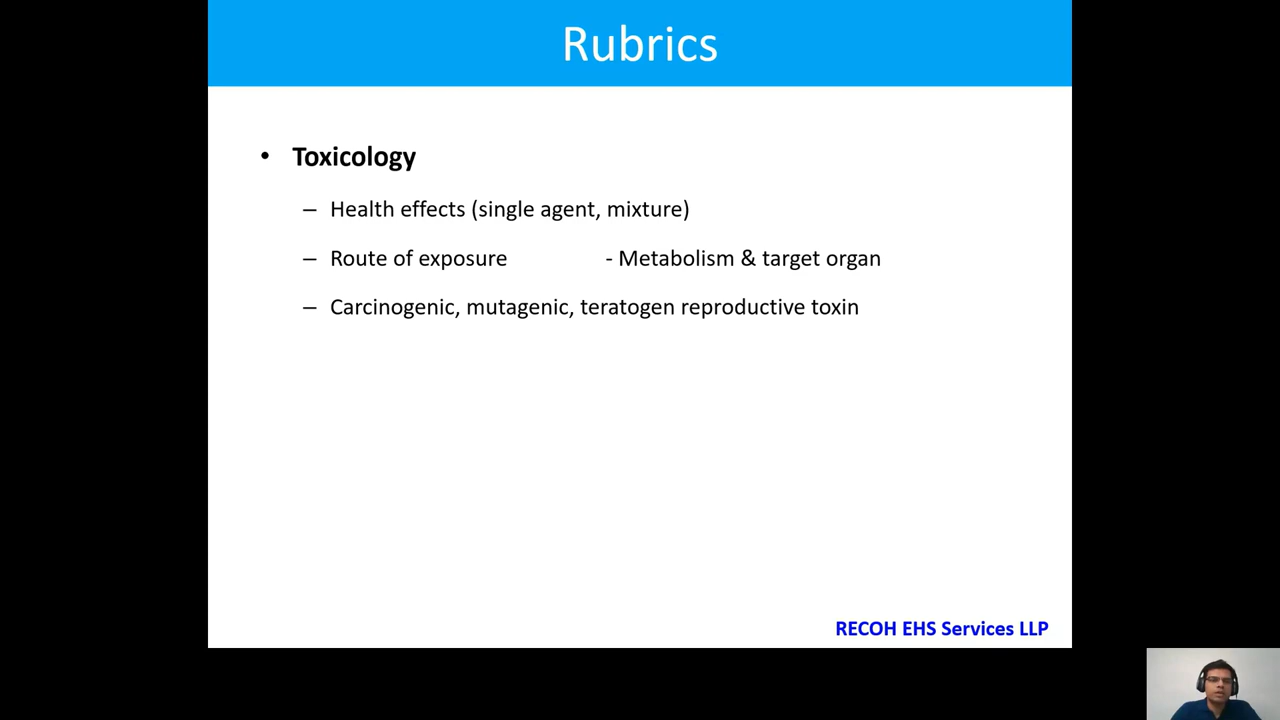 Rubrics
• Toxicology
– Health effects (single agent, mixture)
– Route of exposure - Metabolism & target organ
– Carcinogenic, mutagenic, teratogen reproductive toxin
RECOH EHS Services LLP